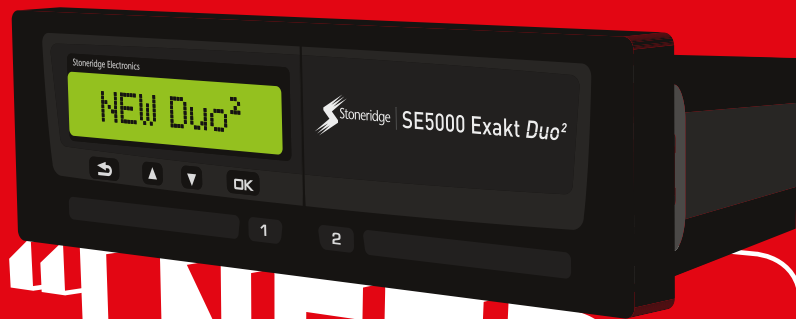 Stoneridge Electronics
NEW Duo²
Stoneridge SE5000 Exakt Duo²
OK
1
2